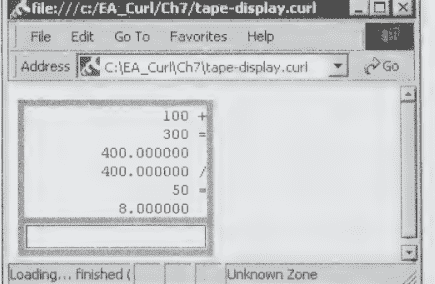 file:///c:/EA_Curl/Ch7/tape-display.curl
File Edit Go To Favorites Help
Address C:\EA_Curl\Ch7\tape-display.curl Go
100 +
300 =
400.000000
400.000000 /
50 =
8.000000
Loading... Finished ( Unknown Zone